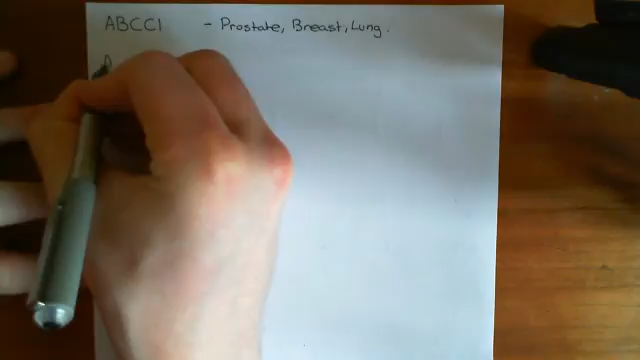 ABCC1 - Prostate, Breast, Lung.